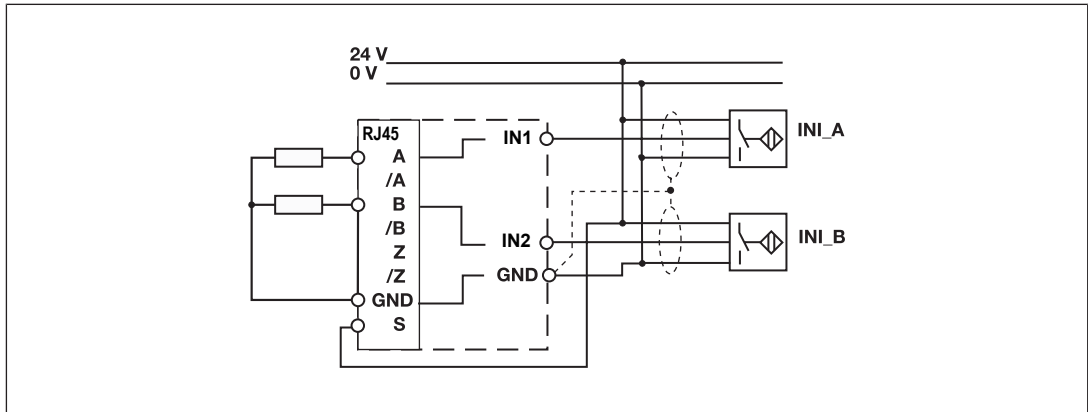 24 V
0 V
RJ45
IN1
INI_A
A
/A
B
/B
IN2
INI_B
Z
/Z
GND
GND
S